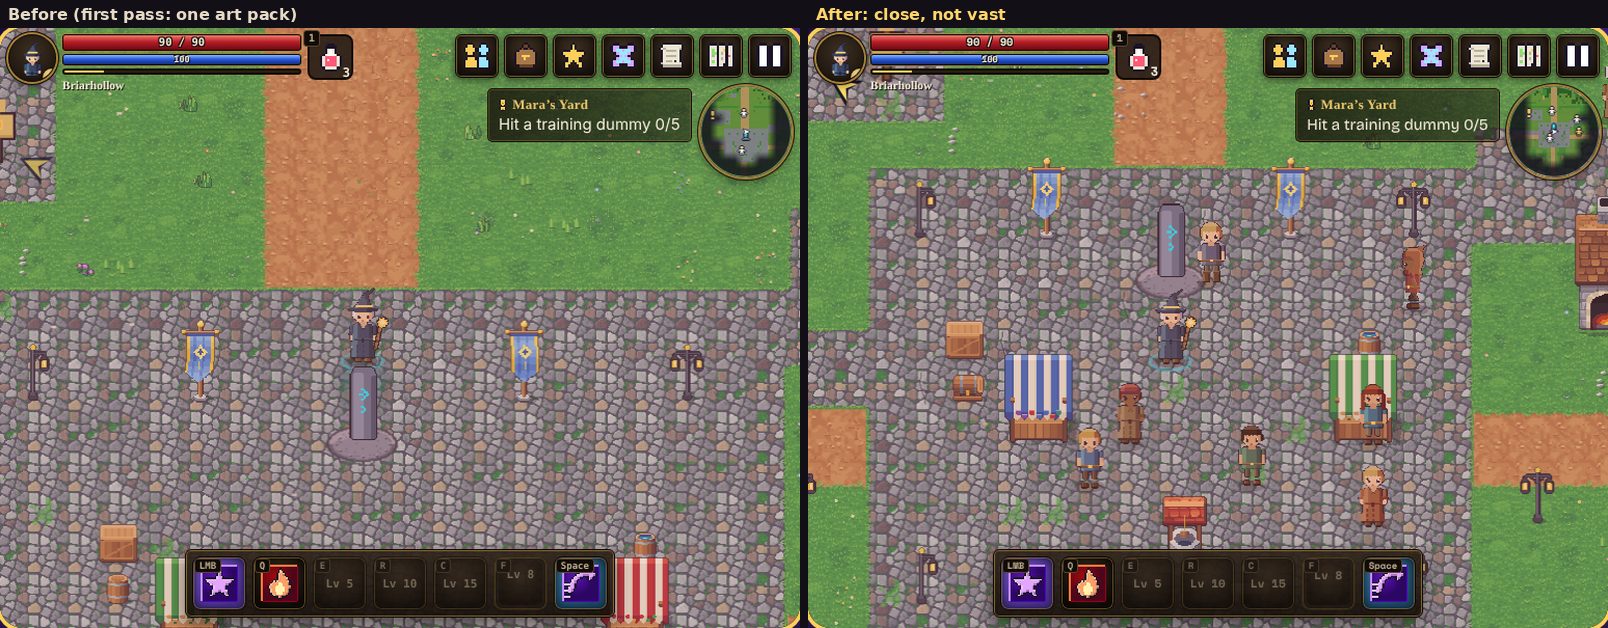 Before (first pass: one art pack)
90 / 90
100
1
3
Briarhollow
! Mara's Yard
Hit a training dummy 0/5
LMB
Q
E
R
C
F
Space
Lv 5
Lv 10
Lv 15
Lv 8
After: close, not vast
90 / 90
100
1
3
Briarhollow
! Mara's Yard
Hit a training dummy 0/5
LMB
Q
E
R
C
F
Space
Lv 5
Lv 10
Lv 15
Lv 8